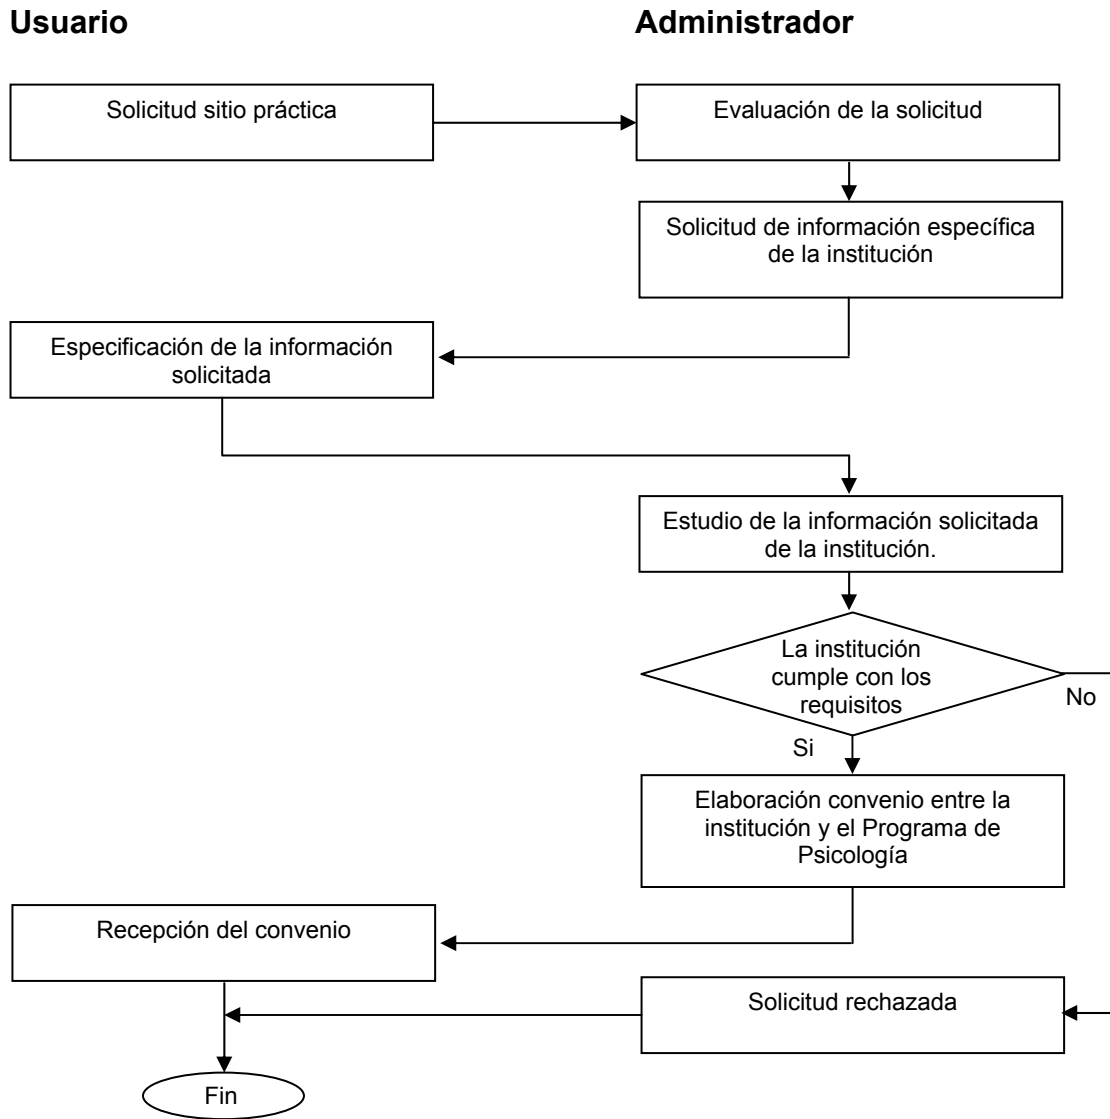 Usuario
Administrador
Solicitud sitio práctica
Evaluación de la solicitud
Solicitud de información específica
de la institución
Especificación de la información
solicitada
Estudio de la información solicitada
de la institución.
La institución
cumple con los
requisitos
No
Si
Elaboración convenio entre la
institución y el Programa de
Psicología
Recepción del convenio
Solicitud rechazada
Fin